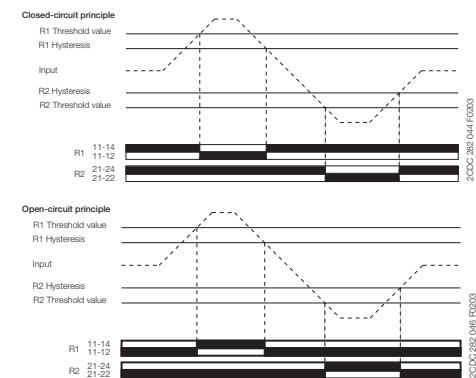 Closed-circuit principle
R1 Threshold value
R1 Hysteresis
Input
R2 Hysteresis
R2 Threshold value
R1 11-14
11-12
R2 21-24
21-22
2CDC 282 044 F0203
Open-circuit principle
R1 Threshold value
R1 Hysteresis
Input
R2 Hysteresis
R2 Threshold value
R1 11-14
11-12
R2 21-24
21-22
2CDC 282 046 F0203